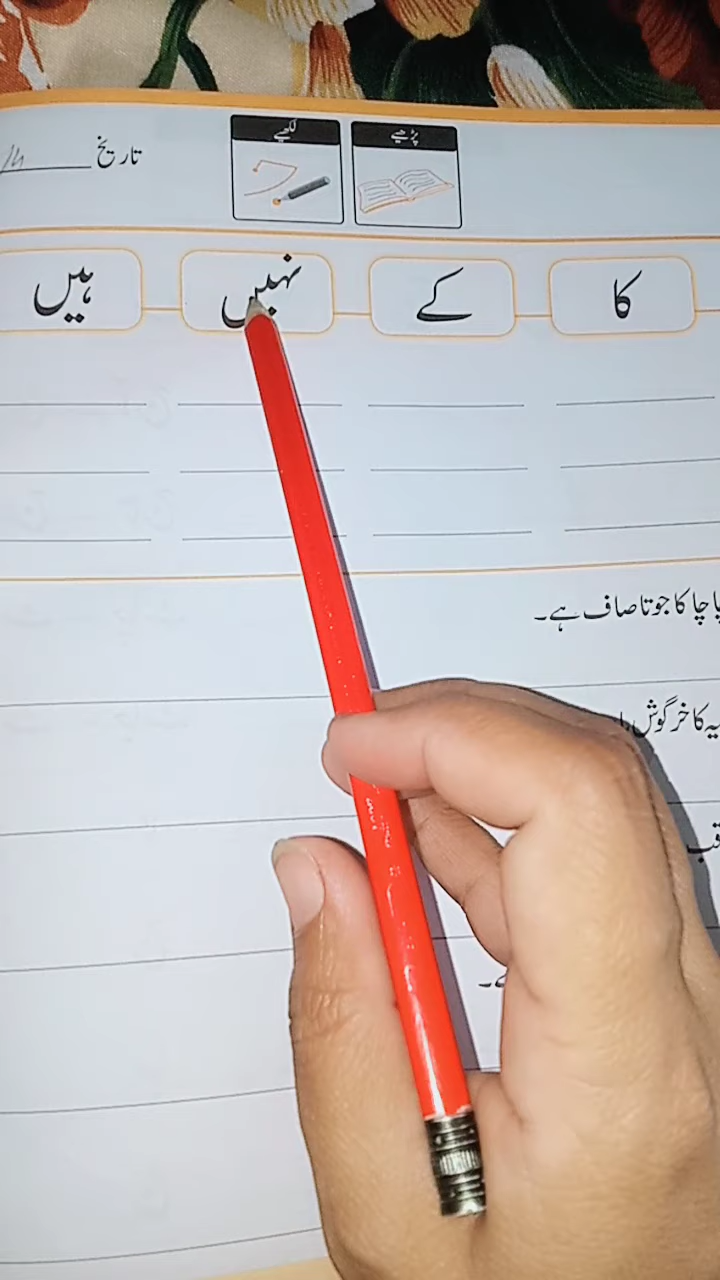 پڑھیے لکھیے
تاریخ
کا کے نہیں ہیں
چاچا کا جوتا صاف ہے۔
کا خرگوش